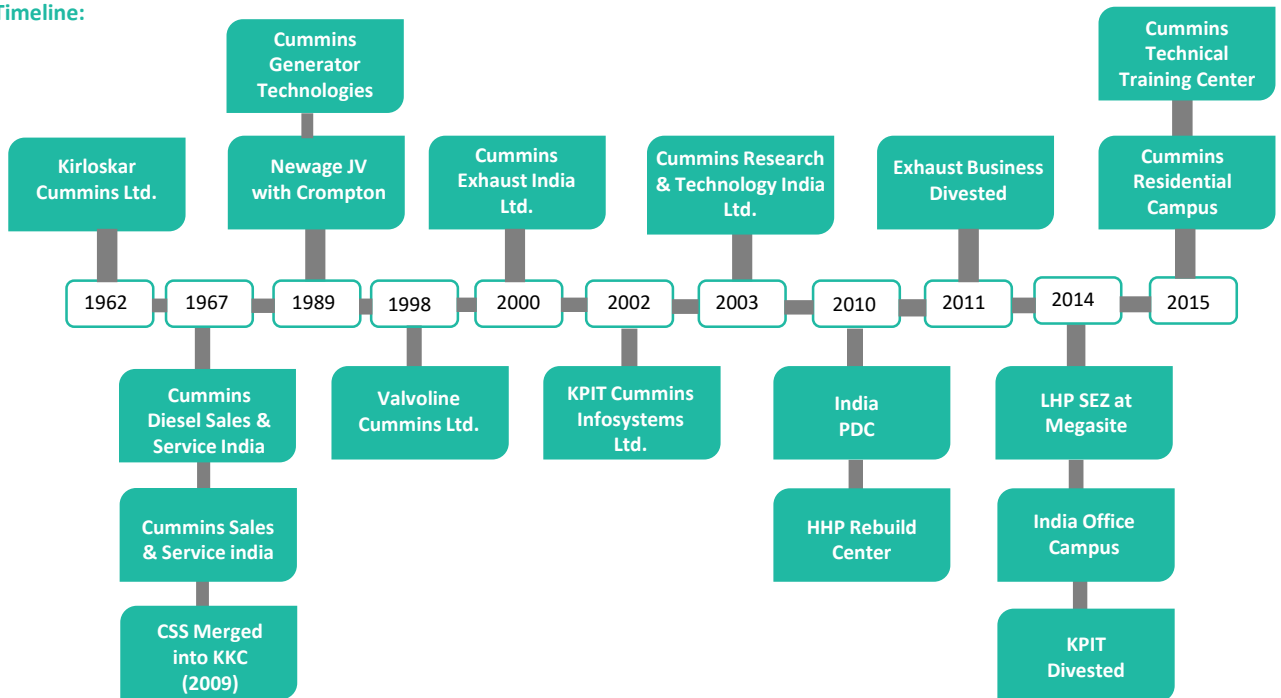 Timeline:
Cummins
Generator
Technologies
Cummins
Technical
Training Center
Kirloskar
Cummins Ltd.
Newage JV
with Crompton
Cummins
Exhaust India
Ltd.
Cummins Research
& Technology India
Ltd.
Exhaust Business
Divested
Cummins
Residential
Campus
1962
1967
1989
1998
2000
2002
2003
2010
2011
2014
2015
Cummins
Diesel Sales &
Service India
Valvoline
Cummins Ltd.
KPIT Cummins
Infosystems
Ltd.
India
PDC
LHP SEZ at
Megasite
Cummins Sales
& Service india
HHP Rebuild
Center
India Office
Campus
CSS Merged
into KKC
(2009)
KPIT
Divested